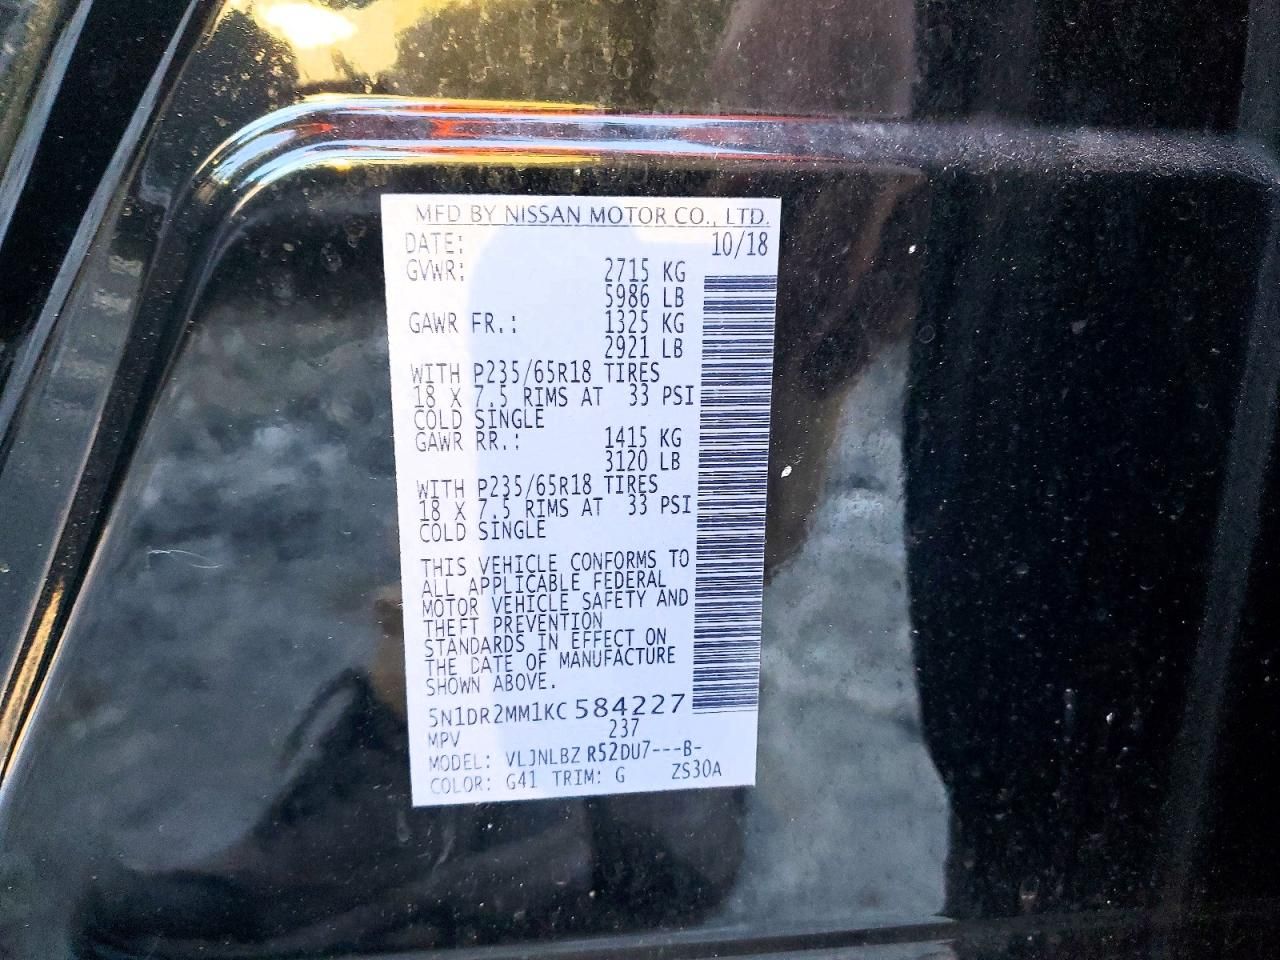 MFD BY NISSAN MOTOR CO., LTD.
DATE: 10/18
GVWR: 2715 KG
5986 LB
GAWR FR.: 1325 KG
2921 LB
WITH P235/65R18 TIRES
18 X 7.5 RIMS AT 33 PSI
COLD SINGLE
GAWR RR.: 1415 KG
3120 LB
WITH P235/65R18 TIRES
18 X 7.5 RIMS AT 33 PSI
COLD SINGLE
THIS VEHICLE CONFORMS TO
ALL APPLICABLE FEDERAL
MOTOR VEHICLE SAFETY AND
THEFT PREVENTION
STANDARDS IN EFFECT ON
THE DATE OF MANUFACTURE
SHOWN ABOVE.
5N1DR2MM1KC584227
MPV 237
MODEL: VLJNLBZ R52DU7---B-
COLOR: G41 TRIM: G ZS30A